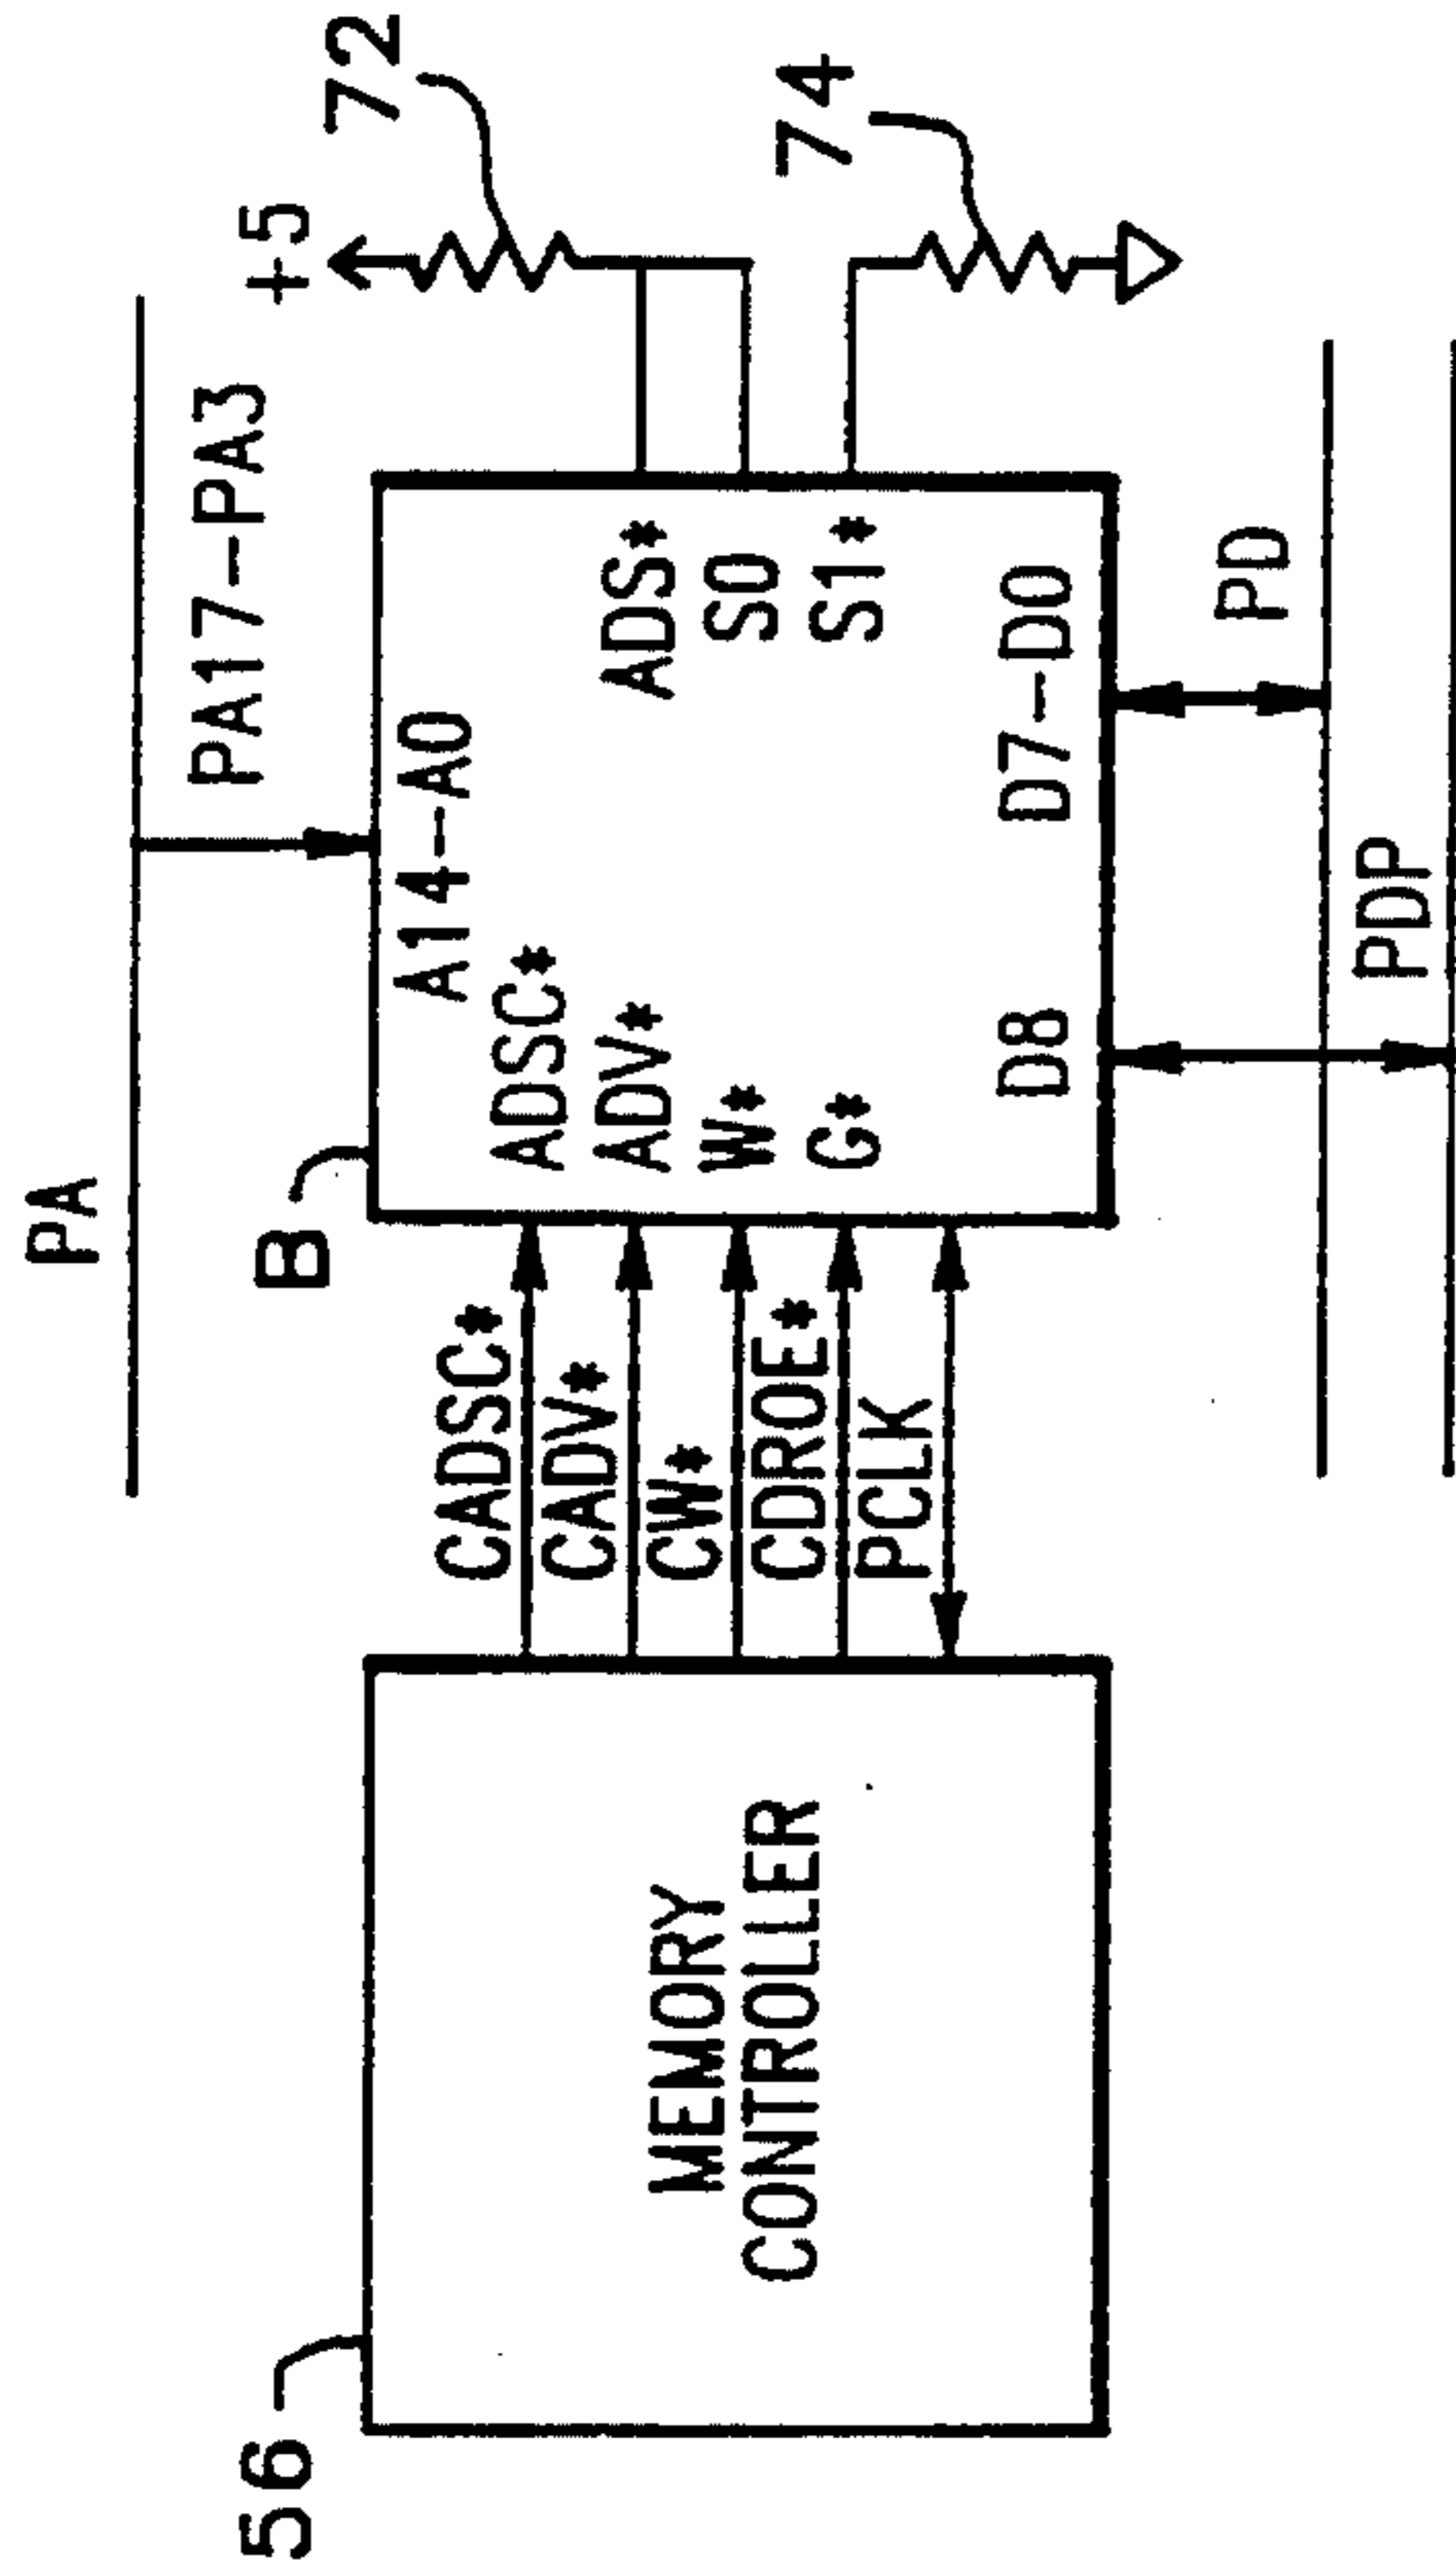 PA
PA17-PA3
+5
72
B
A14-A0
CADSC*
ADSC*
CADV*
ADV*
ADS*
CW*
W*
S0
CDROE*
G*
S1*
74
PCLK
56
MEMORY
CONTROLLER
D8
D7-D0
PD
PDP